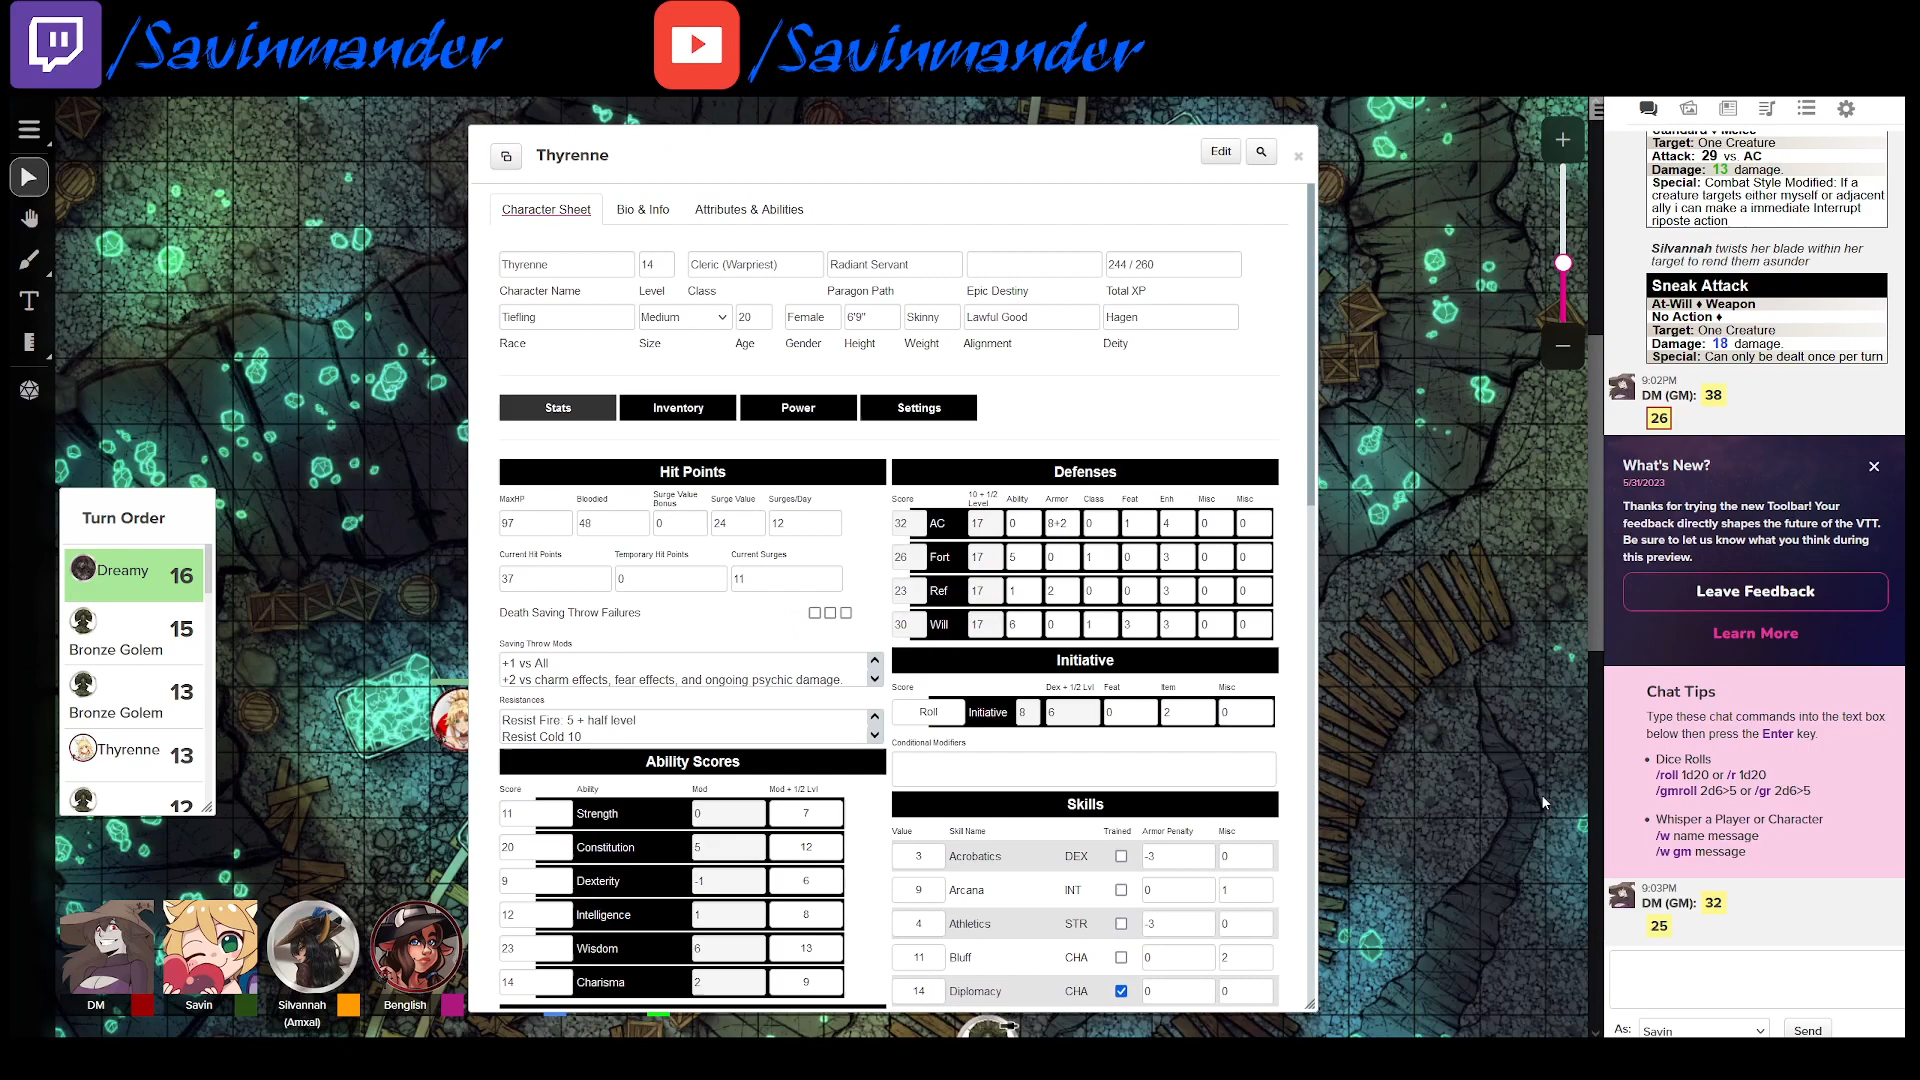 /Savinmander /Savinmander
Thyrenne Edit
Character Sheet Bio & Info Attributes & Abilities
Thyrenne 14 Cleric (Warpriest) Radiant Servant 244 / 260
Character Name Level Class Paragon Path Epic Destiny Total XP
Tiefling Medium 20 Female 6'9" Skinny Lawful Good Hagen
Race Size Age Gender Height Weight Alignment Deity
Stats Inventory Power Settings
Hit Points
MaxHP Bloodied Surge Value Bonus Surge Value Surges/Day
97 48 0 24 12
Current Hit Points Temporary Hit Points Current Surges
37 0 11
Death Saving Throw Failures
Saving Throw Mods
+1 vs All
+2 vs charm effects, fear effects, and ongoing psychic damage.
Resistances
Resist Fire: 5 + half level
Resist Cold 10
Ability Scores
Score Ability Mod Mod + 1/2 Lvl
11 Strength 0 7
20 Constitution 5 12
9 Dexterity -1 6
12 Intelligence 1 8
23 Wisdom 6 13
14 Charisma 2 9
Defenses
Score 10 + 1/2 Level Ability Armor Class Feat Enh Misc Misc
32 AC 17 0 8+2 0 1 4 0 0
26 Fort 17 5 0 1 0 3 0 0
23 Ref 17 1 2 0 0 3 0 0
30 Will 17 6 0 1 3 3 0 0
Initiative
Score Dex + 1/2 Lvl Feat Item Misc
Roll Initiative 8 6 0 2 0
Conditional Modifiers
Skills
Value Skill Name Trained Armor Penalty Misc
3 Acrobatics DEX -3 0
9 Arcana INT 0 1
4 Athletics STR -3 0
11 Bluff CHA 0 2
14 Diplomacy CHA 0 0
Turn Order
Dreamy 16
15
Bronze Golem
13
Bronze Golem
Thyrenne 13
12
DM Savin Silvannah (Amxal) Benglish
Standard ♦ Melee
Target: One Creature
Attack: 29 vs. AC
Damage: 13 damage.
Special: Combat Style Modified: If a
creature targets either myself or adjacent
ally i can make a immediate Interrupt
riposte action
Silvannah twists her blade within her
target to rend them asunder
Sneak Attack
At-Will ♦ Weapon
No Action ♦
Target: One Creature
Damage: 18 damage.
Special: Can only be dealt once per turn
9:02PM
DM (GM): 38
26
What's New?
5/31/2023
Thanks for trying the new Toolbar! Your
feedback directly shapes the future of the VTT.
Be sure to let us know what you think during
this preview.
Leave Feedback
Learn More
Chat Tips
Type these chat commands into the text box
below then press the Enter key.
• Dice Rolls
/roll 1d20 or /r 1d20
/gmroll 2d6>5 or /gr 2d6>5
• Whisper a Player or Character
/w name message
/w gm message
9:03PM
DM (GM): 32
25
As: Savin Send